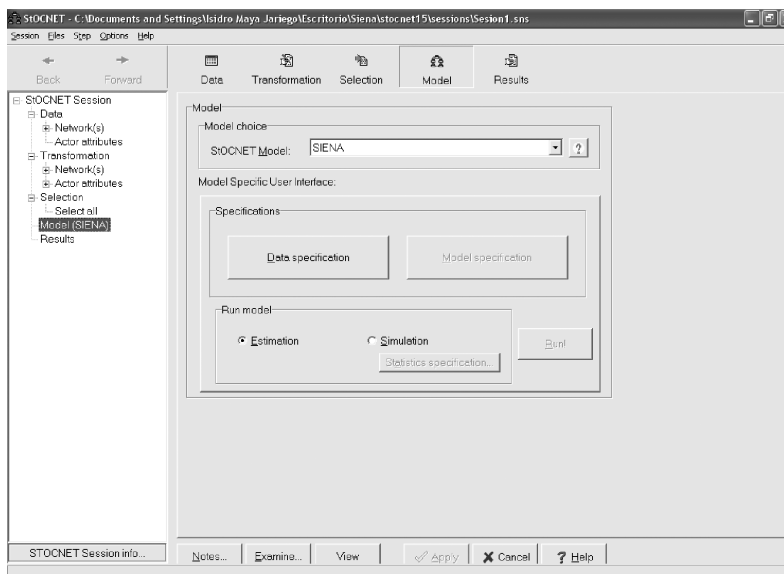 StOCNET - C:\Documents and Settings\Isidro Maya Jariego\Escritorio\Siena\stocnet15\sessions\Sesion1.sns
Session Files Step Options Help
Back Forward Data Transformation Selection Model Results
StOCNET Session
Data
Network(s)
Actor attributes
Transformation
Network(s)
Actor attributes
Selection
Select all
Model (SIENA)
Results
STOCNET Session info...
Model
Model choice
StOCNET Model: SIENA ?
Model Specific User Interface:
Specifications
Data specification Model specification
Run model
Estimation Simulation Run!
Statistics specification...
Notes... Examine... View Apply Cancel ? Help